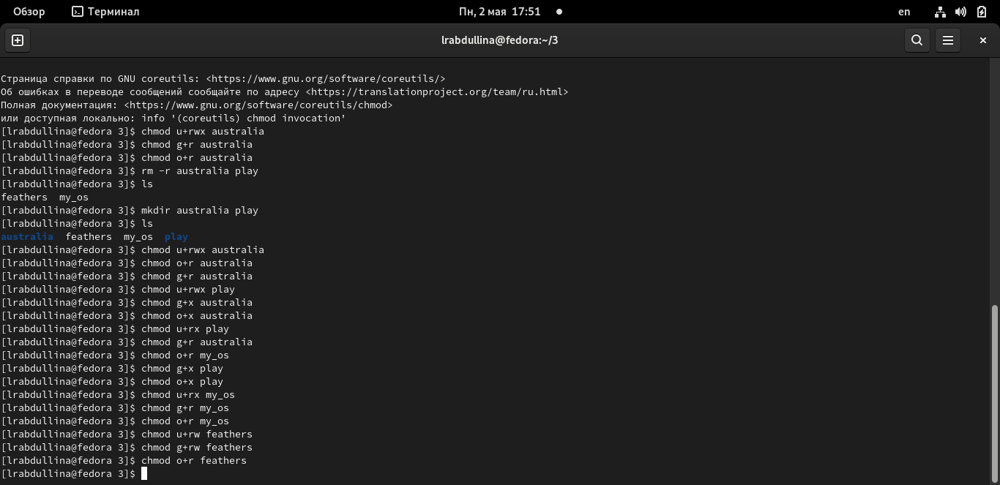 Обзор Терминал Пн, 2 мая 17:51 en
lrabdullina@fedora:~/3
Страница справки по GNU coreutils: <https://www.gnu.org/software/coreutils/>
Об ошибках в переводе сообщений сообщайте по адресу <https://translationproject.org/team/ru.html>
Полная документация: <https://www.gnu.org/software/coreutils/chmod>
или доступная локально: info '(coreutils) chmod invocation'
[lrabdullina@fedora 3]$ chmod u+rwx australia
[lrabdullina@fedora 3]$ chmod g+r australia
[lrabdullina@fedora 3]$ chmod o+r australia
[lrabdullina@fedora 3]$ rm -r australia play
[lrabdullina@fedora 3]$ ls
feathers  my_os
[lrabdullina@fedora 3]$ mkdir australia play
[lrabdullina@fedora 3]$ ls
australia  feathers  my_os  play
[lrabdullina@fedora 3]$ chmod u+rwx australia
[lrabdullina@fedora 3]$ chmod o+r australia
[lrabdullina@fedora 3]$ chmod g+r australia
[lrabdullina@fedora 3]$ chmod u+rwx play
[lrabdullina@fedora 3]$ chmod g+x australia
[lrabdullina@fedora 3]$ chmod o+x australia
[lrabdullina@fedora 3]$ chmod u+rx play
[lrabdullina@fedora 3]$ chmod g+r australia
[lrabdullina@fedora 3]$ chmod o+r my_os
[lrabdullina@fedora 3]$ chmod g+x play
[lrabdullina@fedora 3]$ chmod o+x play
[lrabdullina@fedora 3]$ chmod u+rx my_os
[lrabdullina@fedora 3]$ chmod g+r my_os
[lrabdullina@fedora 3]$ chmod o+r my_os
[lrabdullina@fedora 3]$ chmod u+rw feathers
[lrabdullina@fedora 3]$ chmod g+rw feathers
[lrabdullina@fedora 3]$ chmod o+r feathers
[lrabdullina@fedora 3]$